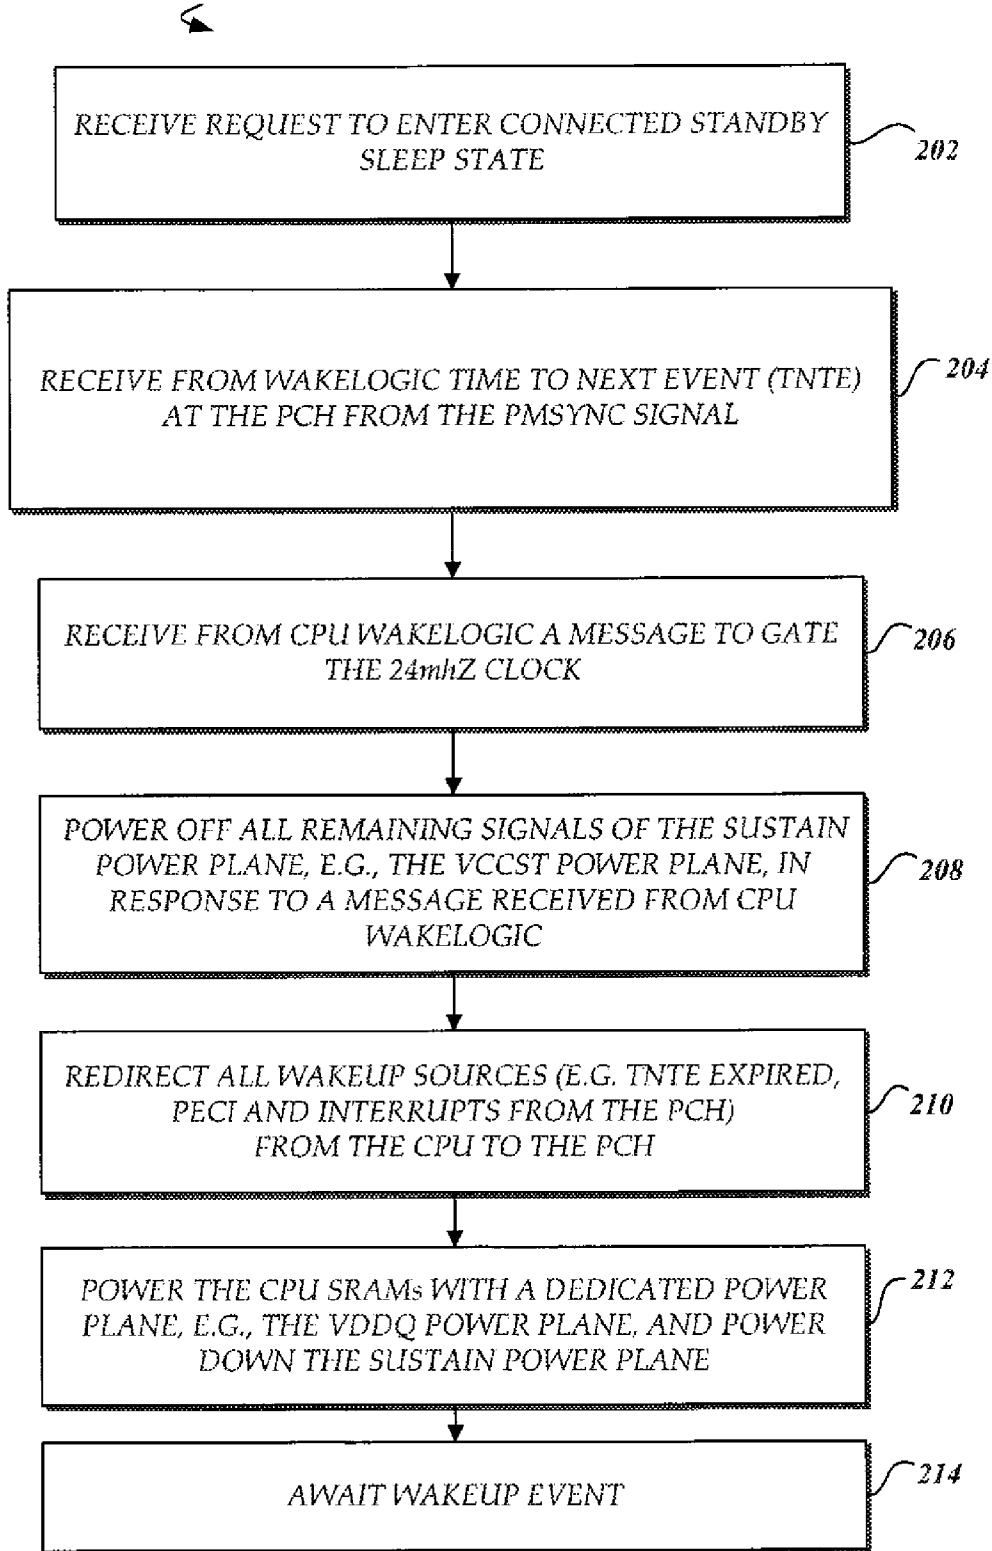 RECEIVE REQUEST TO ENTER CONNECTED STANDBY
SLEEP STATE
202
RECEIVE FROM WAKELOGIC TIME TO NEXT EVENT (TNTE)
AT THE PCH FROM THE PMSYNC SIGNAL
204
RECEIVE FROM CPU WAKELOGIC A MESSAGE TO GATE
THE 24mhZ CLOCK
206
POWER OFF ALL REMAINING SIGNALS OF THE SUSTAIN
POWER PLANE, E.G., THE VCCST POWER PLANE, IN
RESPONSE TO A MESSAGE RECEIVED FROM CPU
WAKELOGIC
208
REDIRECT ALL WAKEUP SOURCES (E.G. TNTE EXPIRED,
PECI AND INTERRUPTS FROM THE PCH)
FROM THE CPU TO THE PCH
210
POWER THE CPU SRAMs WITH A DEDICATED POWER
PLANE, E.G., THE VDDQ POWER PLANE, AND POWER
DOWN THE SUSTAIN POWER PLANE
212
AWAIT WAKEUP EVENT
214